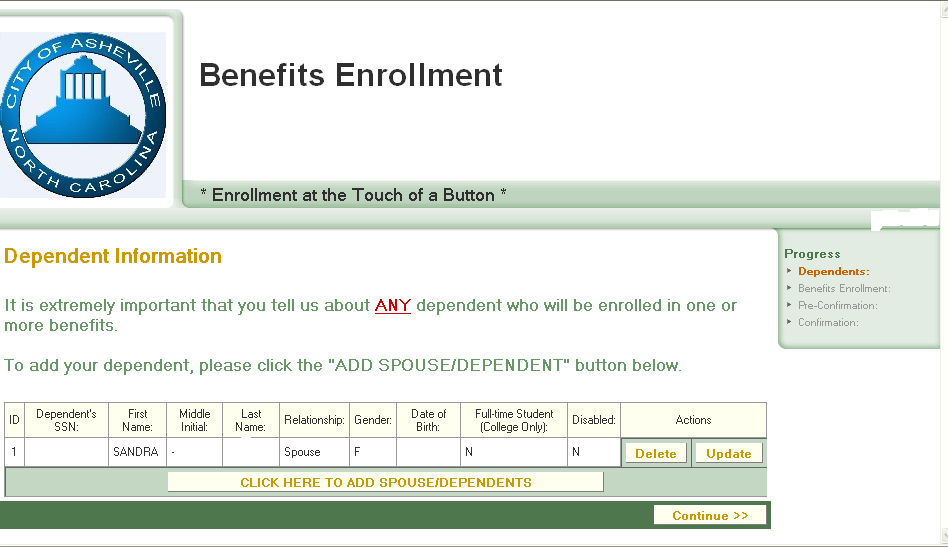 CITY OF ASHEVILLE
NORTH CAROLINA
Benefits Enrollment
* Enrollment at the Touch of a Button *
Dependent Information
It is extremely important that you tell us about ANY dependent who will be enrolled in one or
more benefits.
To add your dependent, please click the "ADD SPOUSE/DEPENDENT" button below.
ID Dependent's SSN: First Name: Middle Initial: Last Name: Relationship: Gender: Date of Birth: Full-time Student (College Only): Disabled: Actions
1 SANDRA - Spouse F N N Delete Update
CLICK HERE TO ADD SPOUSE/DEPENDENTS
Continue >>
Progress
Dependents:
Benefits Enrollment:
Pre-Confirmation:
Confirmation: